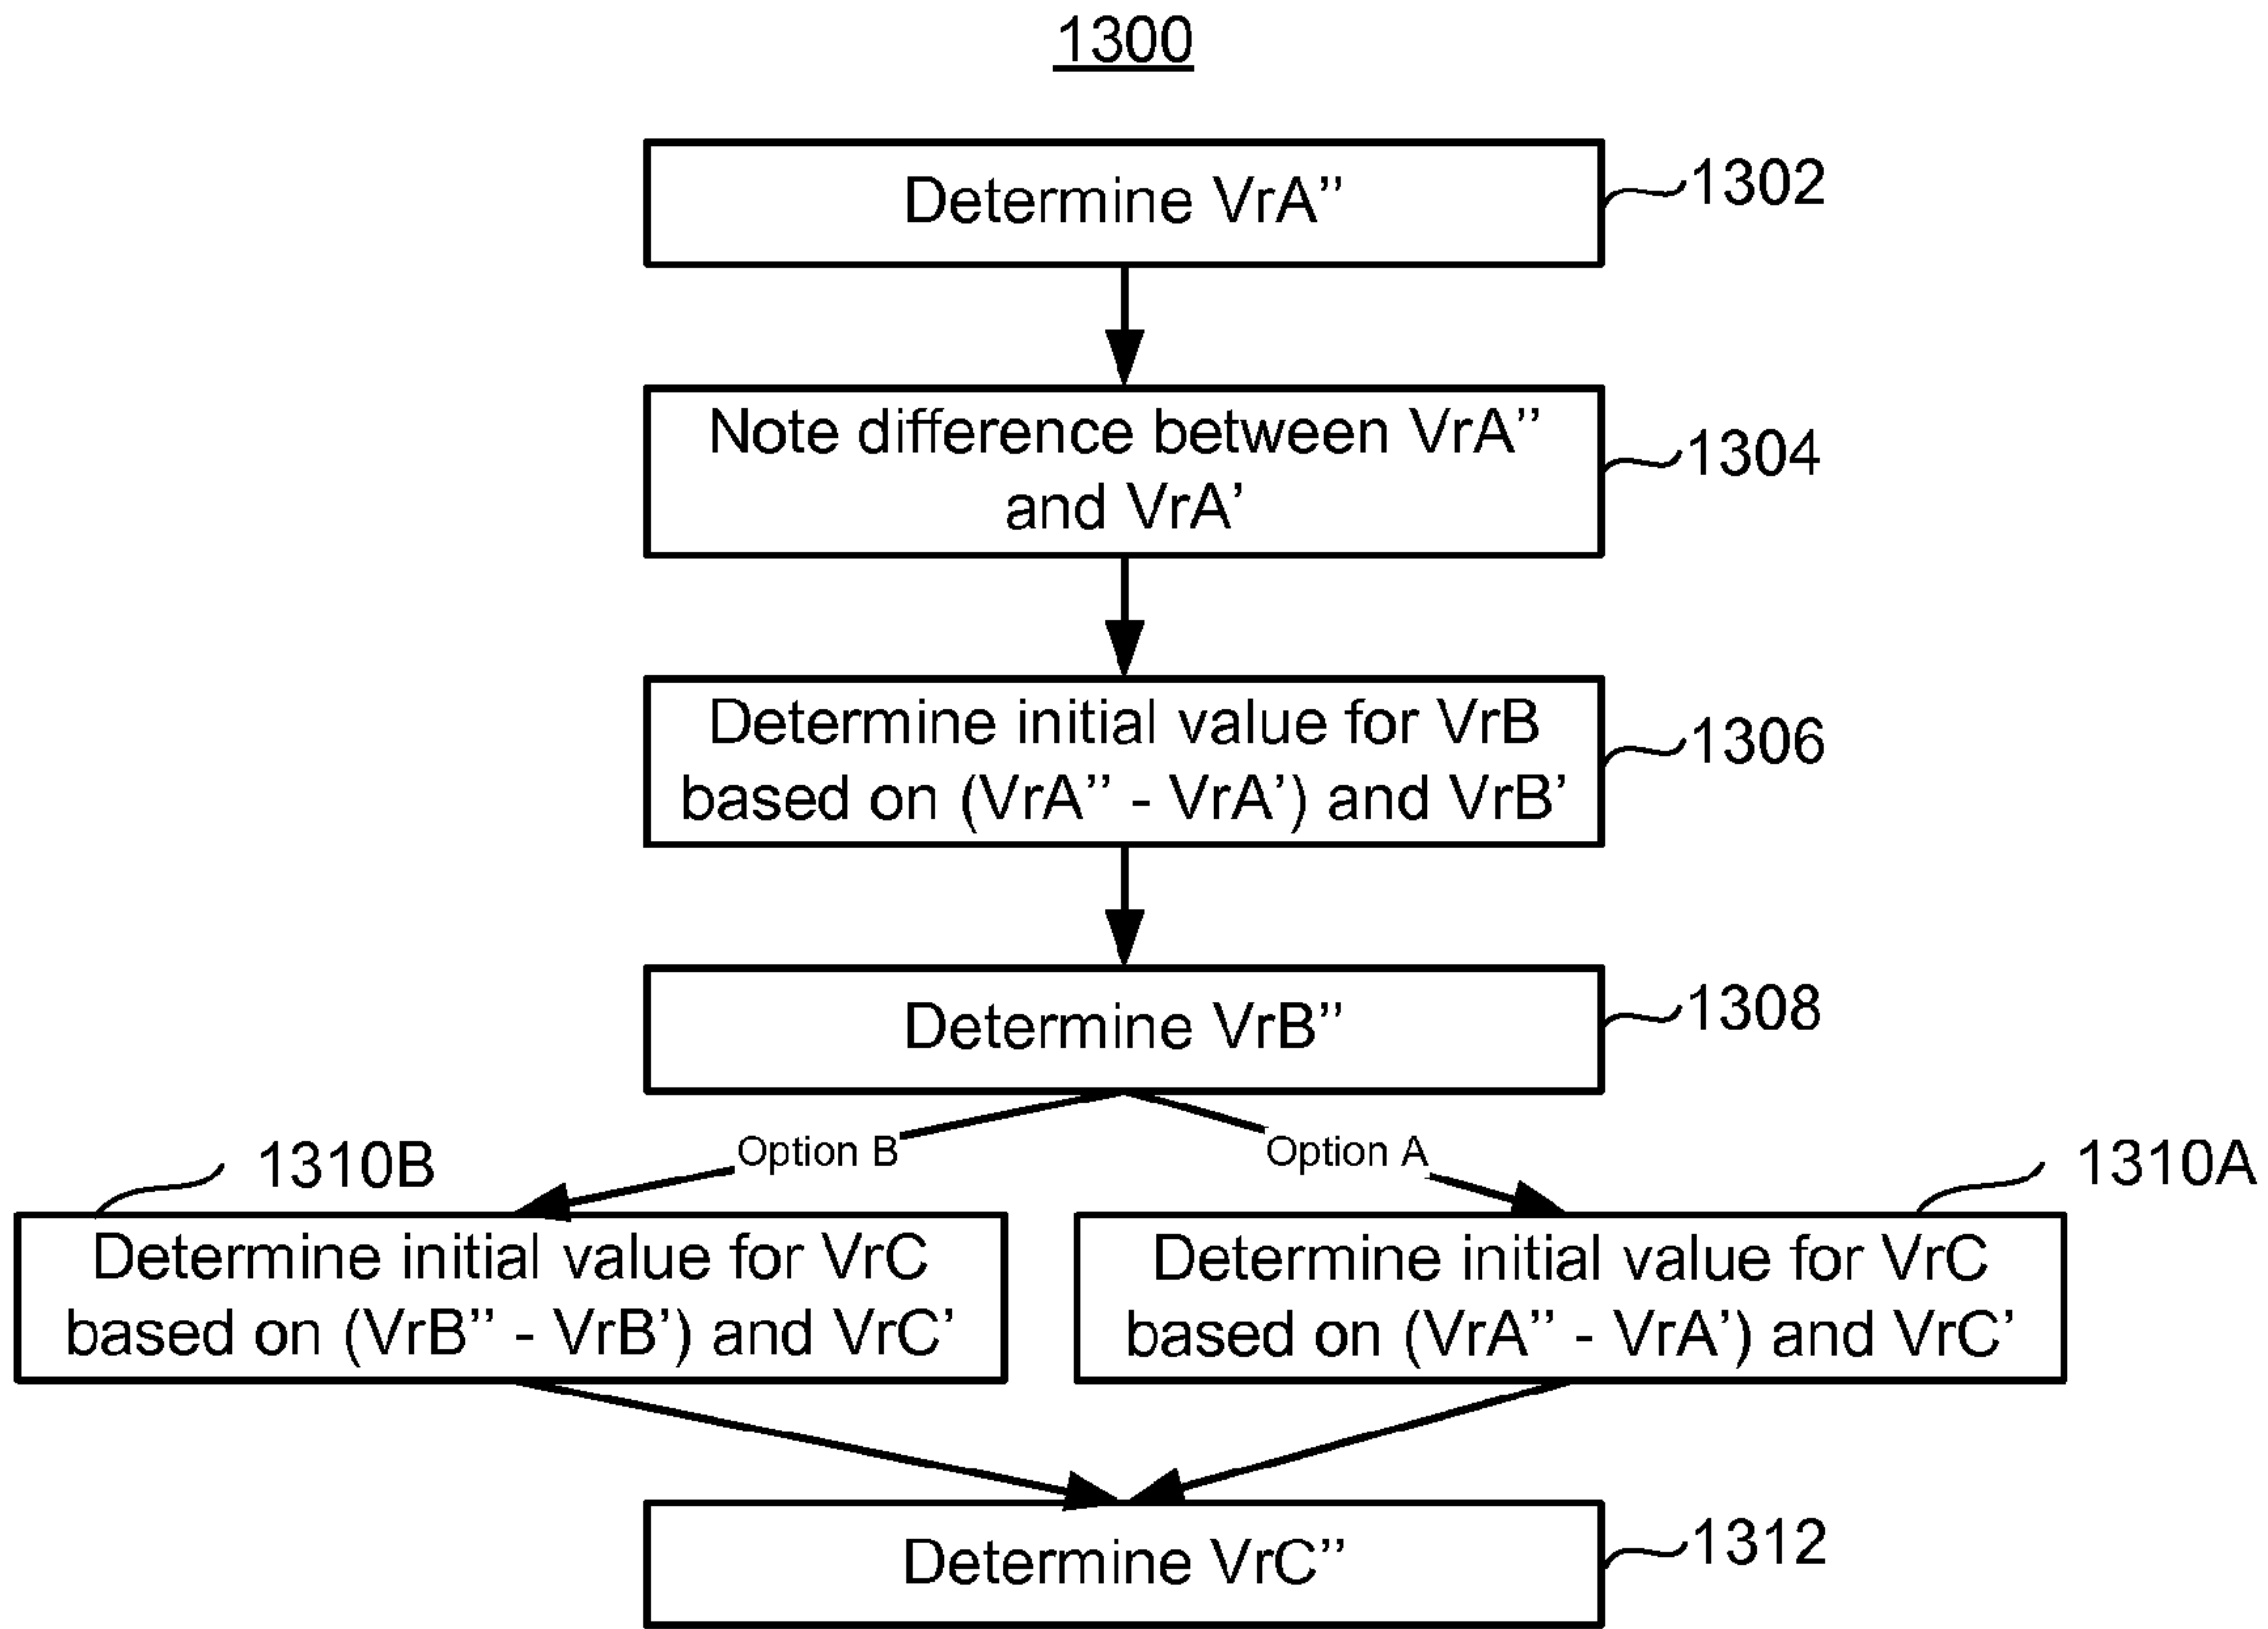 1300
Determine VrA’’
1302
Note difference between VrA’’
and VrA’
1304
Determine initial value for VrB
based on (VrA’’ - VrA’) and VrB’
1306
Determine VrB’’
1308
Option B
Option A
1310B
1310A
Determine initial value for VrC
based on (VrB’’ - VrB’) and VrC’
Determine initial value for VrC
based on (VrA’’ - VrA’) and VrC’
Determine VrC’’
1312